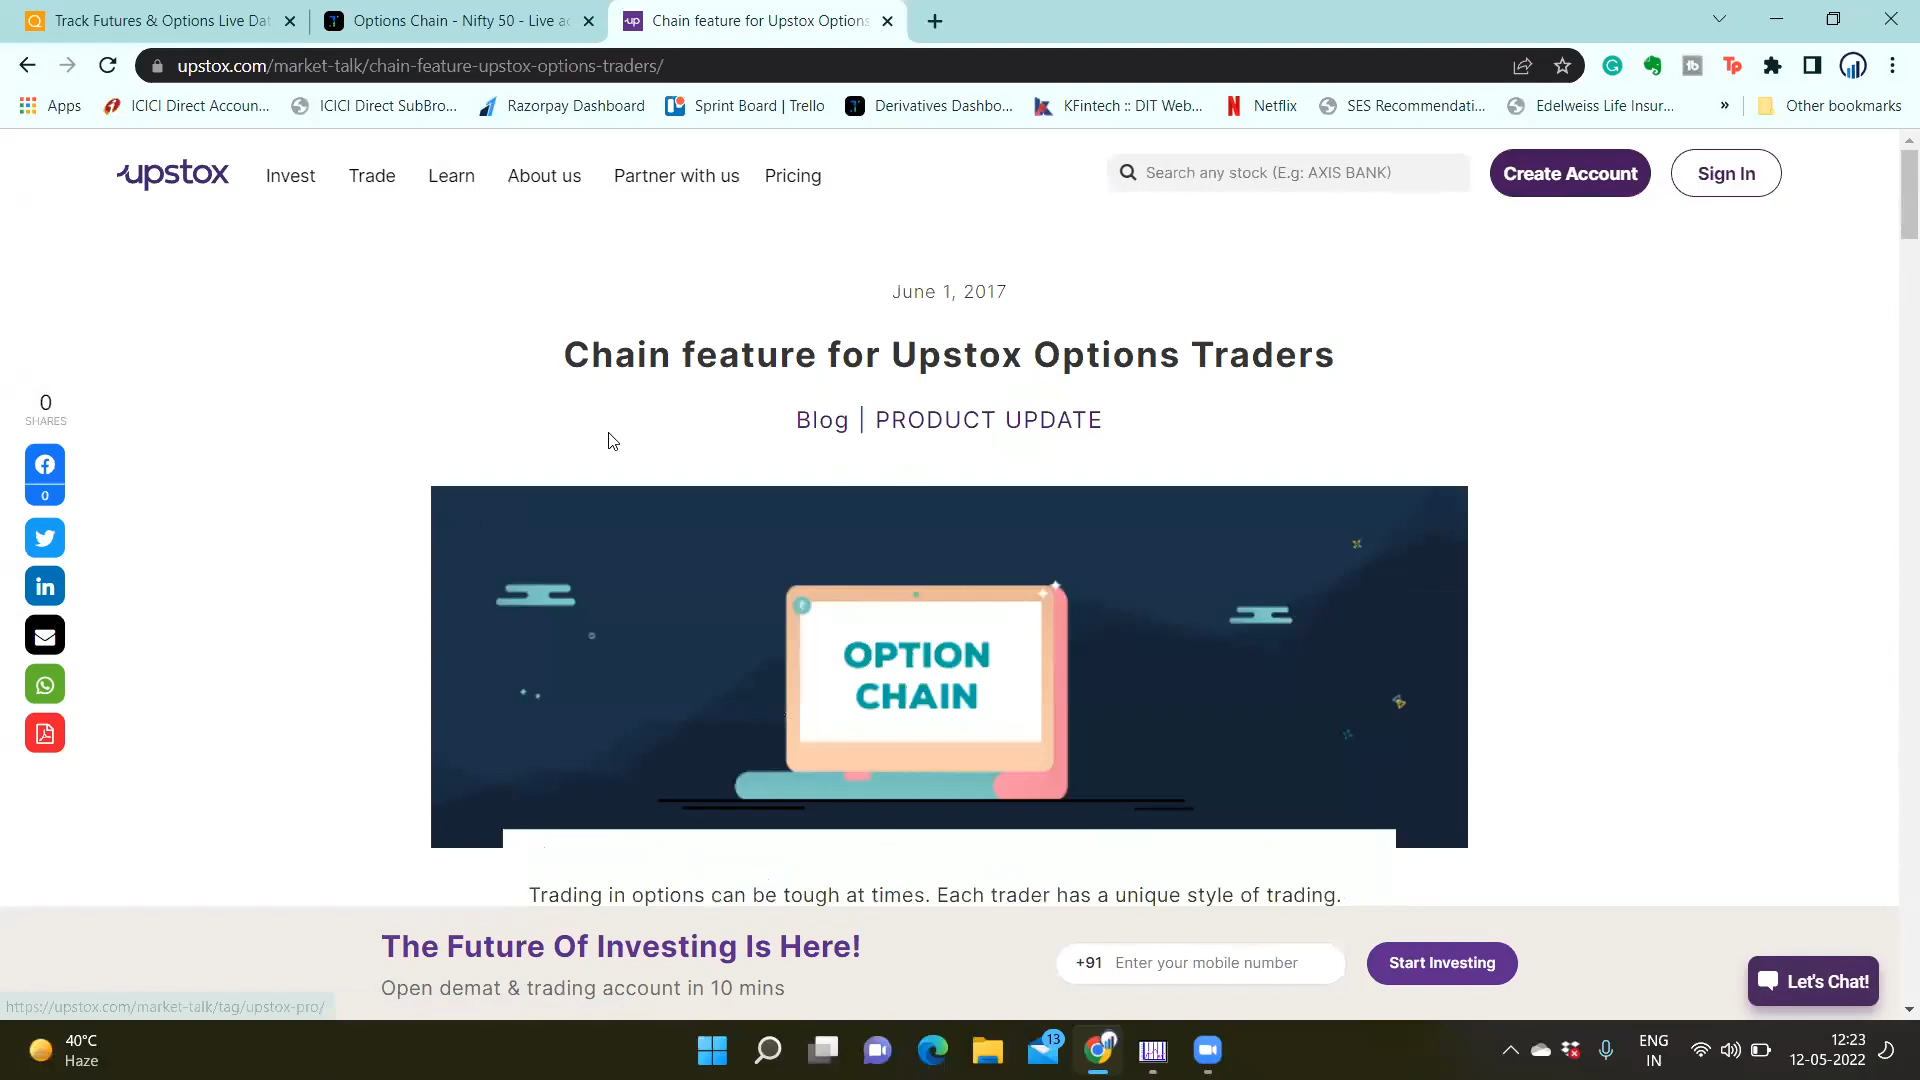 Track Futures & Options Live Dat
Options Chain - Nifty 50 - Live ac
up
Chain feature for Upstox Options
upstox.com/market-talk/chain-feature-upstox-options-traders/
Apps
ICICI Direct Accoun...
ICICI Direct SubBro...
Razorpay Dashboard
Sprint Board | Trello
Derivatives Dashbo...
KFintech :: DIT Web...
Netflix
SES Recommendati...
Edelweiss Life Insur...
»
Other bookmarks
upstox
Invest
Trade
Learn
About us
Partner with us
Pricing
Search any stock (E.g: AXIS BANK)
Create Account
Sign In
June 1, 2017
Chain feature for Upstox Options Traders
Blog | PRODUCT UPDATE
0
SHARES
0
OPTION
CHAIN
Trading in options can be tough at times. Each trader has a unique style of trading.
The Future Of Investing Is Here!
Open demat & trading account in 10 mins
+91 Enter your mobile number
Start Investing
Let's Chat!
https://upstox.com/market-talk/tag/upstox-pro/
40°C
Haze
13
ENG
IN
12:23
12-05-2022